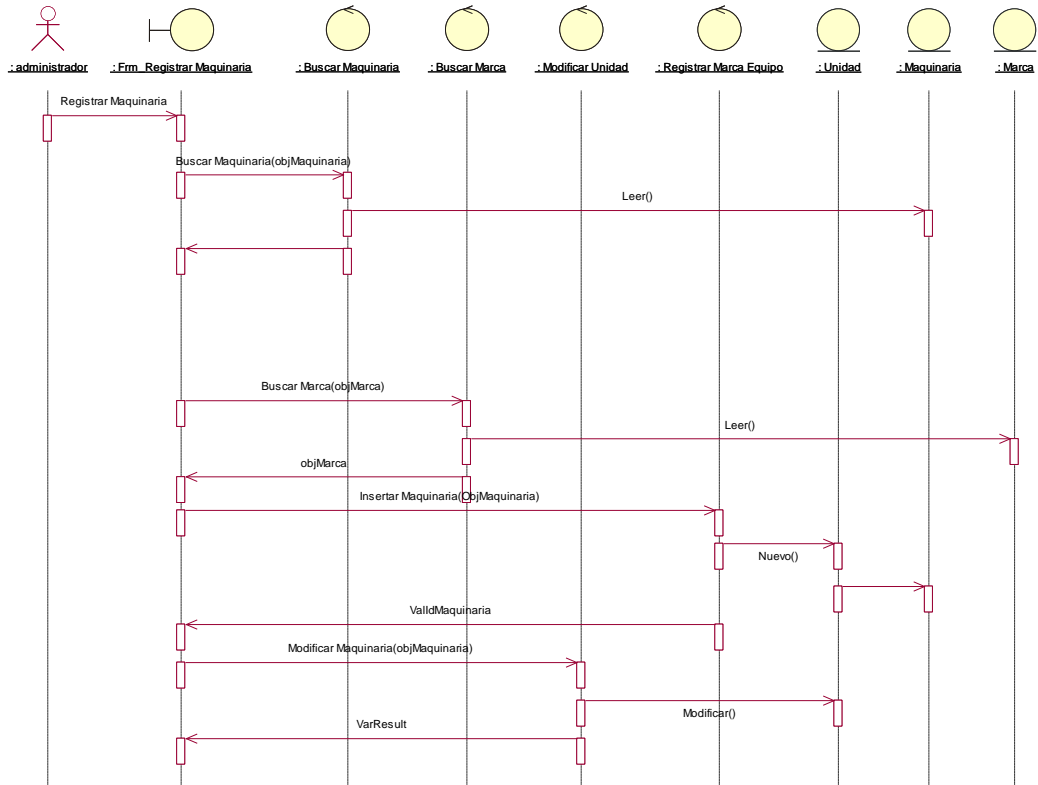 : administrador
: Frm_Registrar Maquinaria
: Buscar Maquinaria
: Buscar Marca
: Modificar Unidad
: Registrar Marca Equipo
: Unidad
: Maquinaria
: Marca
Registrar Maquinaria
Buscar Maquinaria(objMaquinaria)
Leer()
Buscar Marca(objMarca)
Leer()
objMarca
Insertar Maquinaria(ObjMaquinaria)
Nuevo()
ValIdMaquinaria
Modificar Maquinaria(objMaquinaria)
Modificar()
VarResult